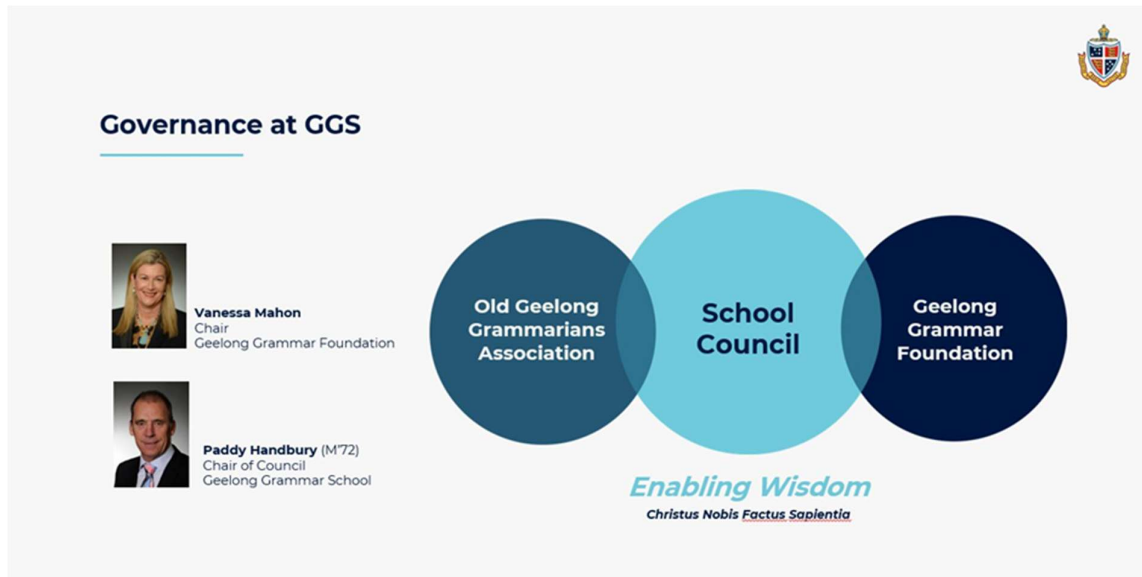 Governance at GGS
Vanessa Mahon
Chair
Geelong Grammar Foundation
Paddy Handbury (M'72)
Chair of Council
Geelong Grammar School
Old Geelong
Grammarians
Association
School
Council
Geelong
Grammar
Foundation
Enabling Wisdom
Christus Nobis Factus Sapientia